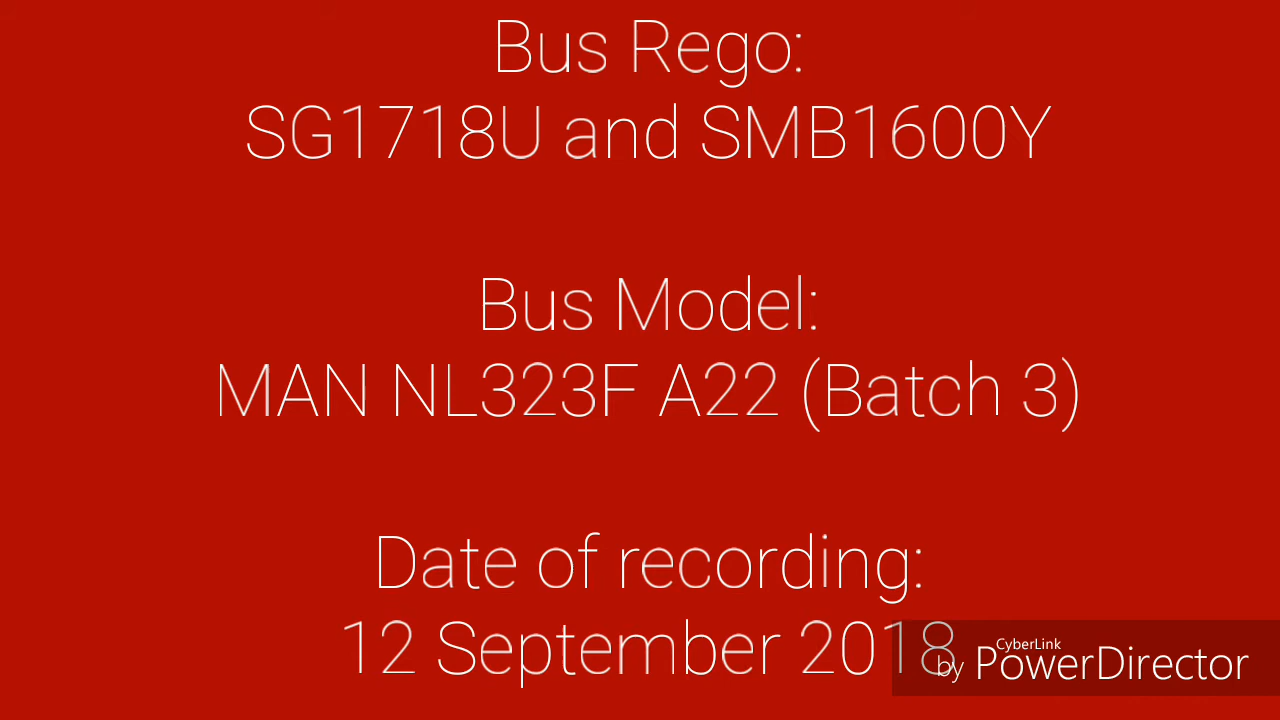 Bus Rego:
SG1718U and SMB1600Y
Bus Model:
MAN NL323F A22 (Batch 3)
Date of recording:
12 September 2018
by CyberLink PowerDirector